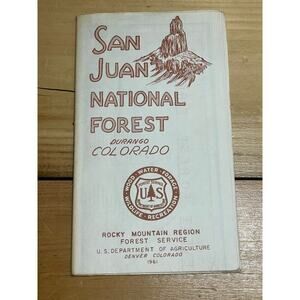 SAN
JUAN
NATIONAL
FOREST
DURANGO
COLORADO
WOOD · WATER · FORAGE
WILDLIFE · RECREATION
U S
ROCKY MOUNTAIN REGION
FOREST SERVICE
U.S. DEPARTMENT OF AGRICULTURE
DENVER COLORADO
1961